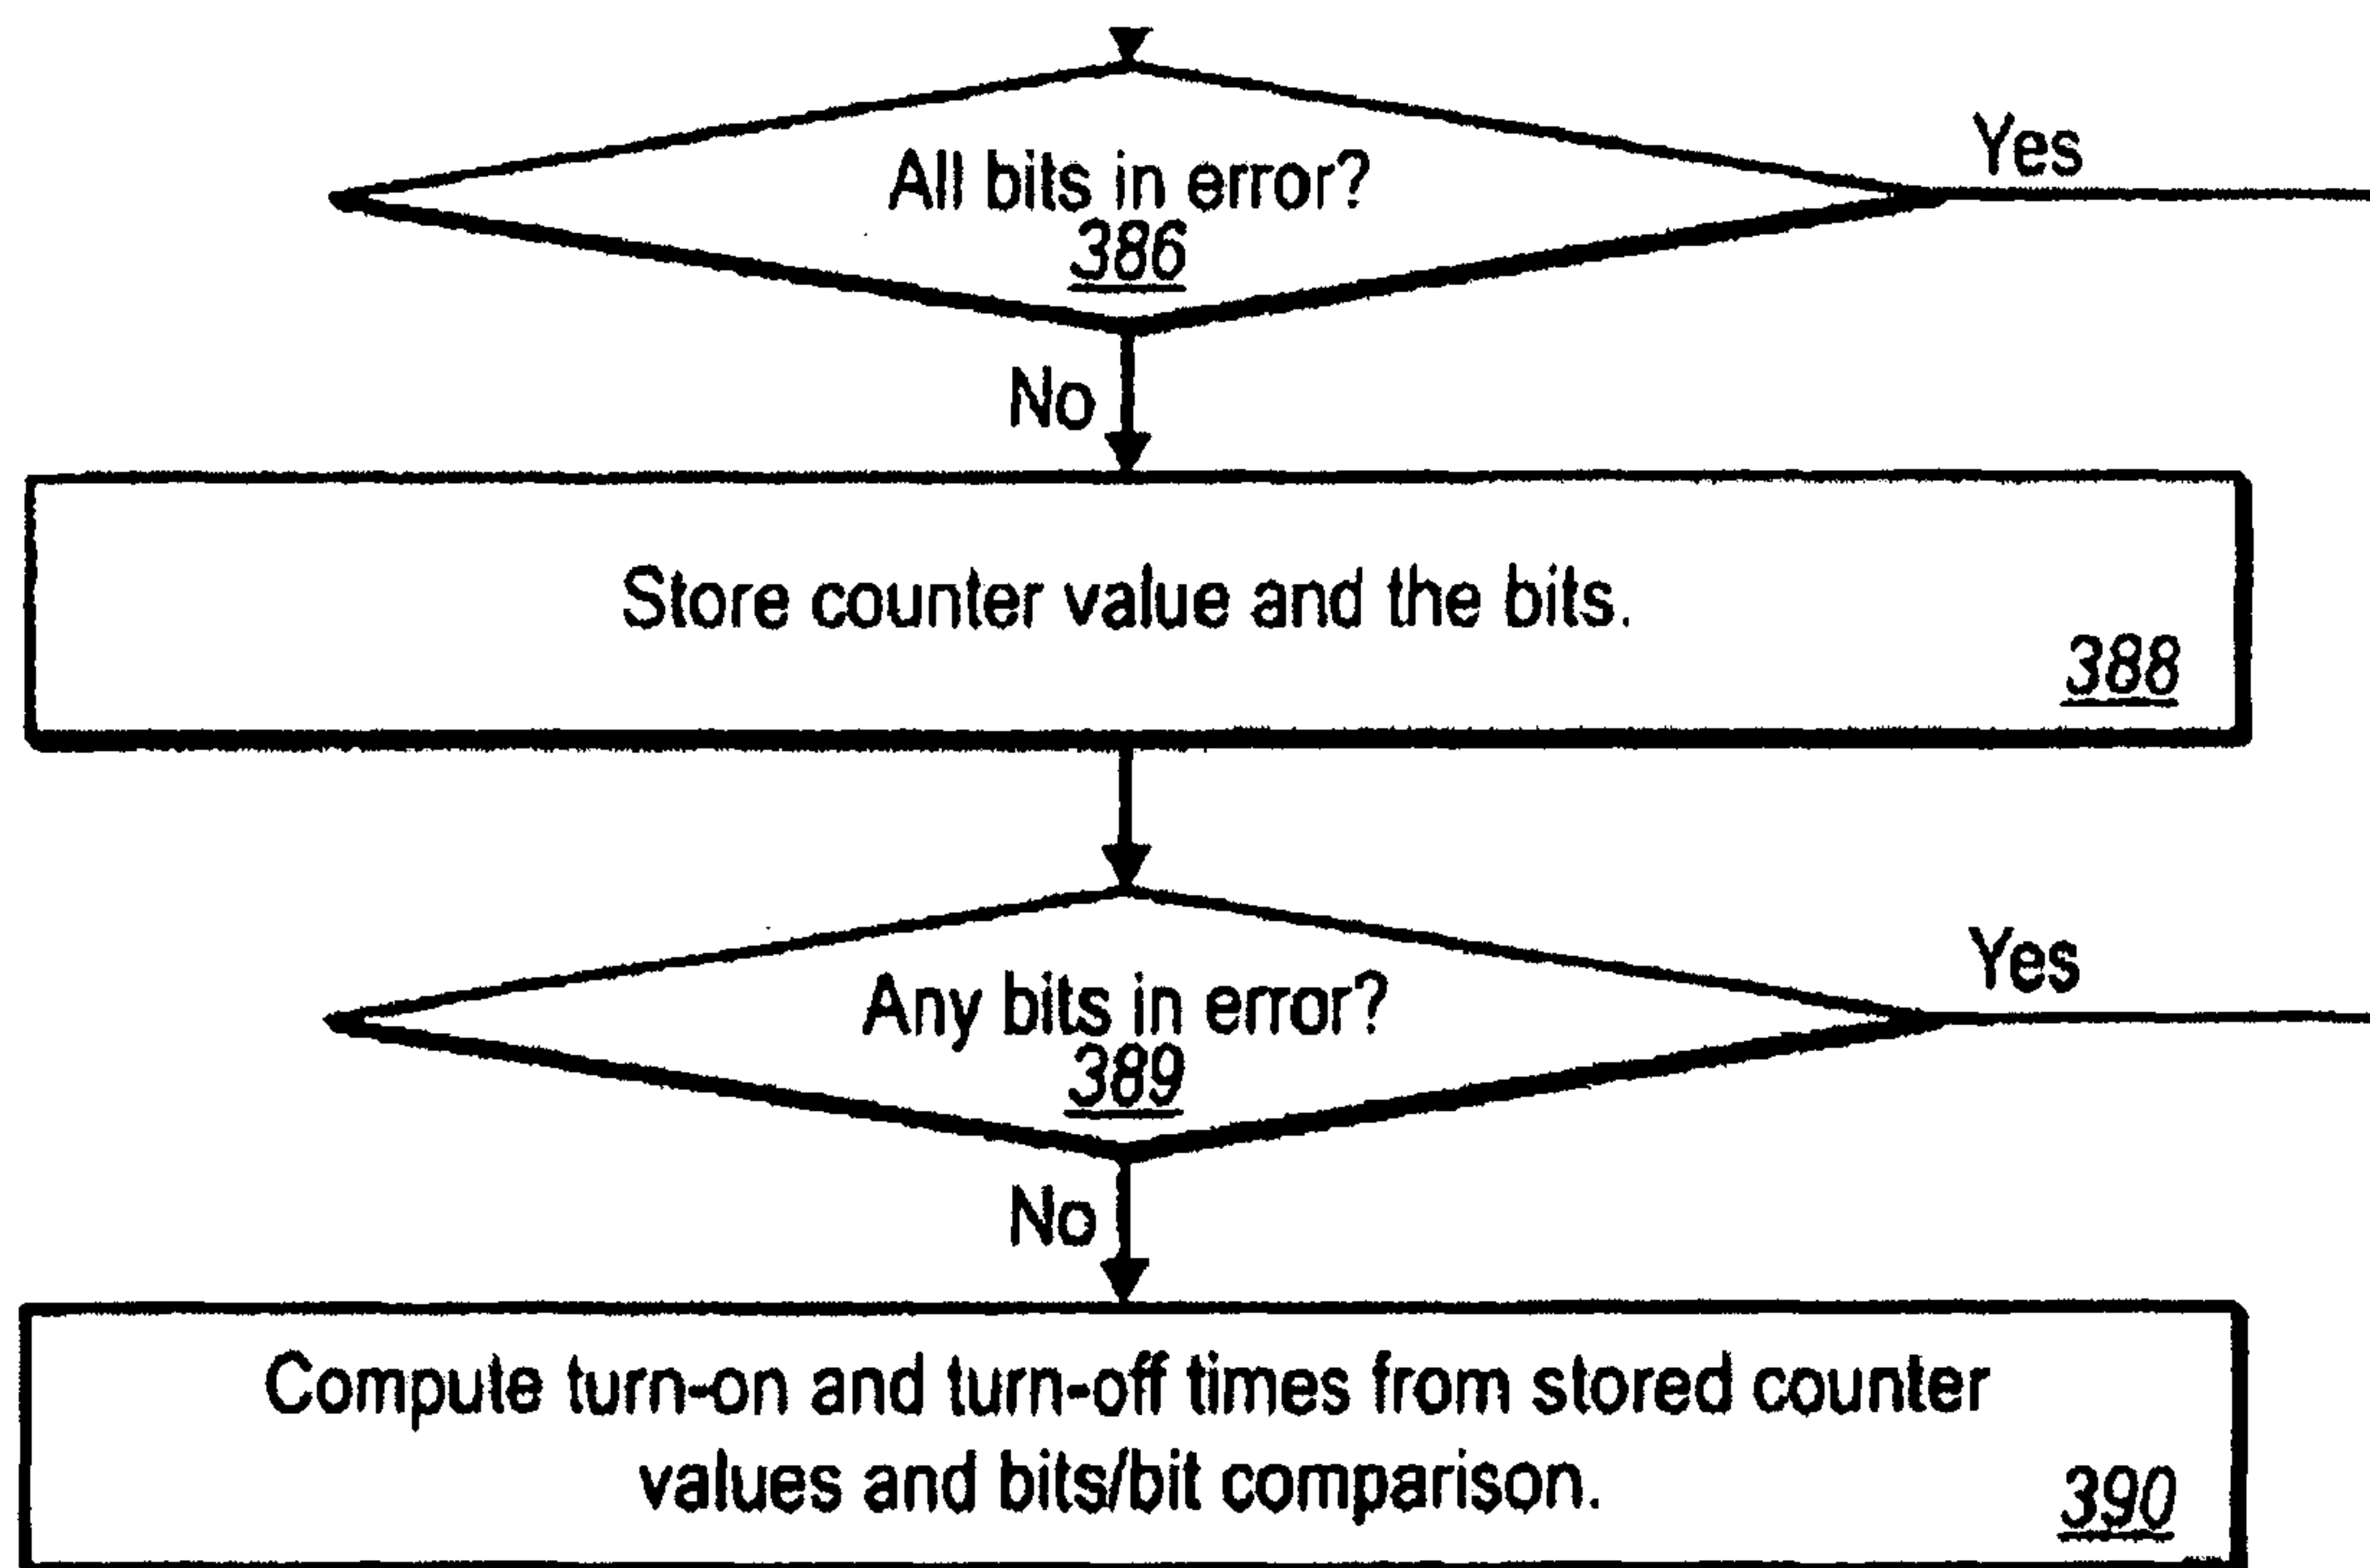 Yes
All bits in error?
386
No
Store counter value and the bits.
388
Yes
Any bits in error?
389
No
Compute turn-on and turn-off times from stored counter
values and bits/bit comparison.
390